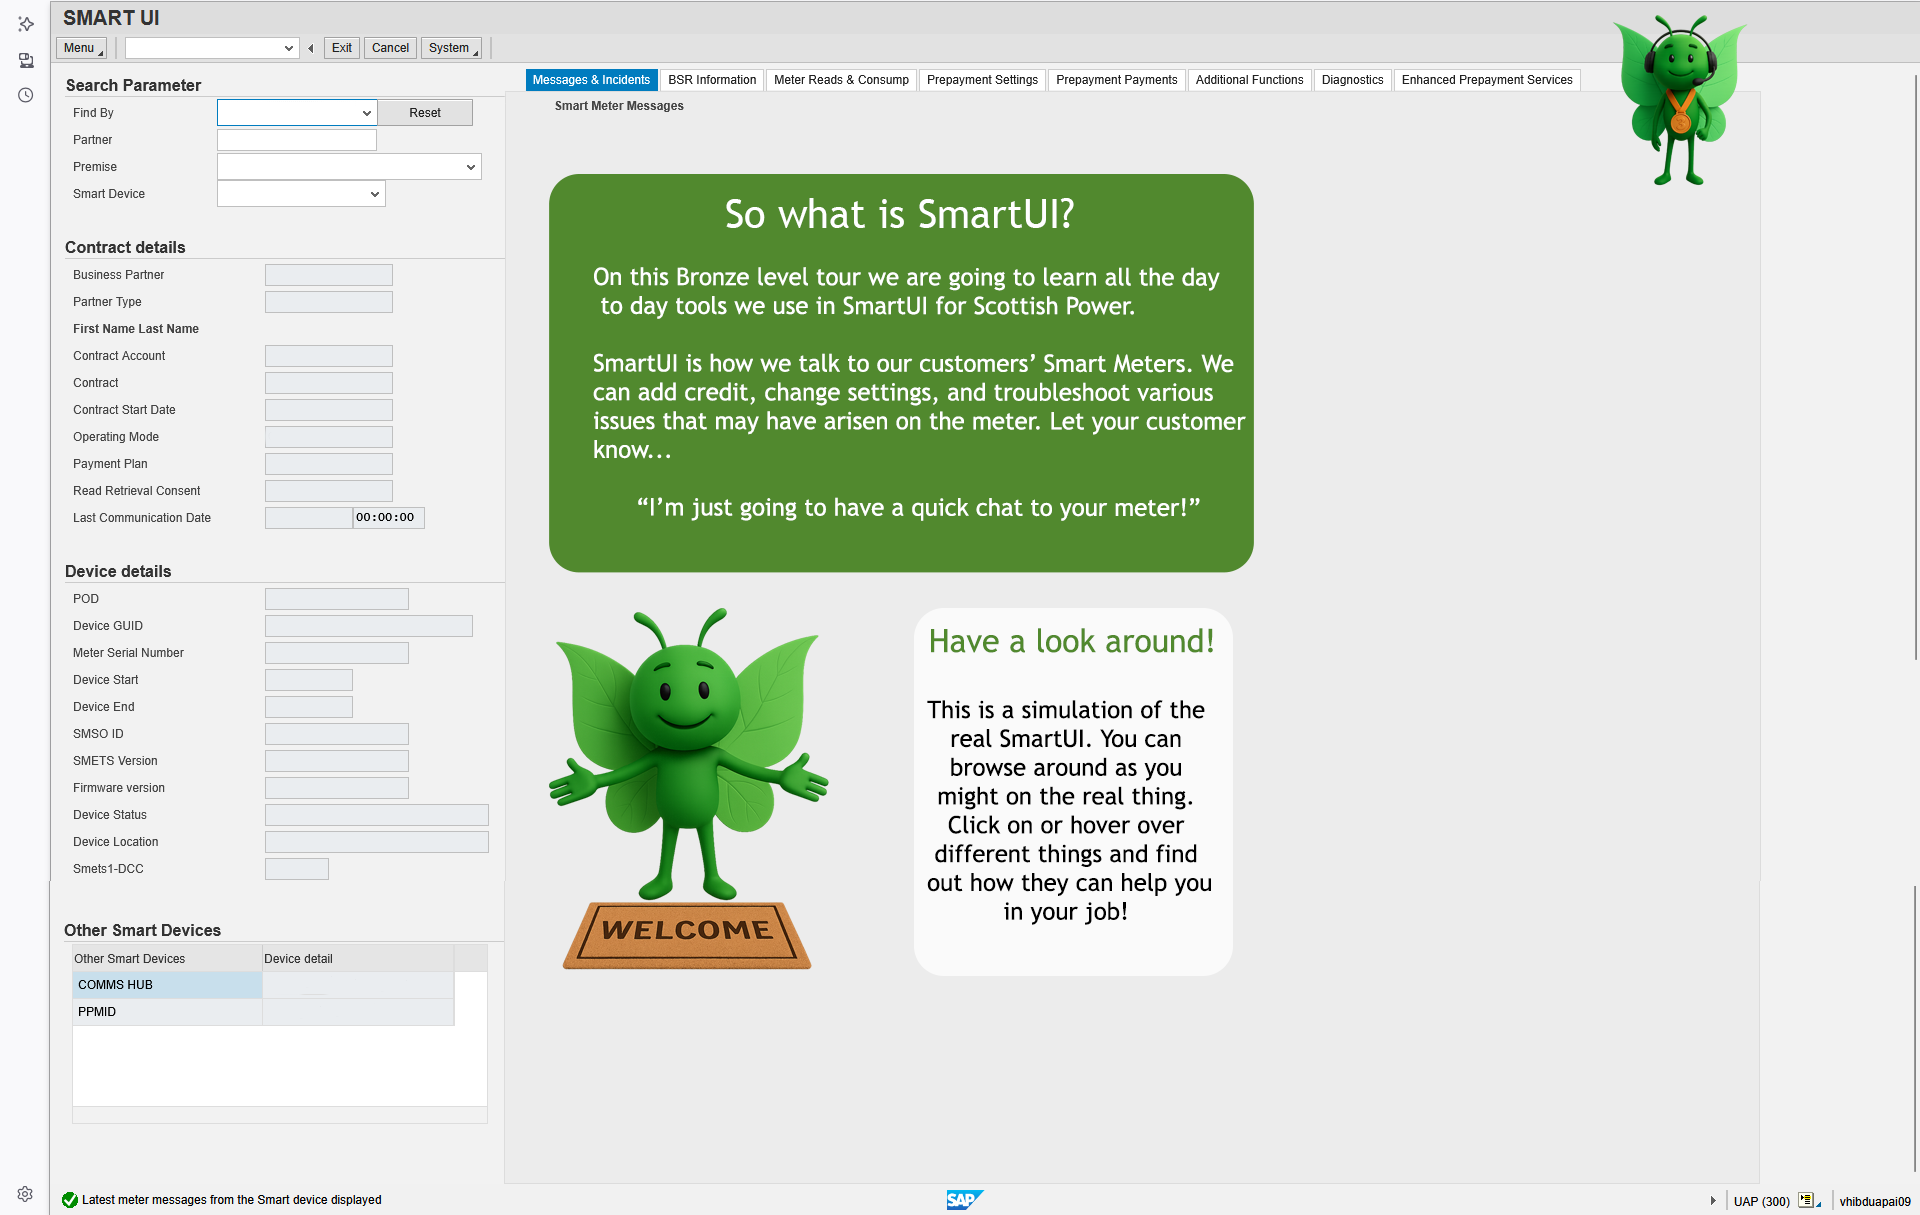 SMART UI
Menu
Exit
Cancel
System
Search Parameter
Find By
Reset
Partner
Premise
Smart Device
Contract details
Business Partner
Partner Type
First Name Last Name
Contract Account
Contract
Contract Start Date
Operating Mode
Payment Plan
Read Retrieval Consent
Last Communication Date
00:00:00
Device details
POD
Device GUID
Meter Serial Number
Device Start
Device End
SMSO ID
SMETS Version
Firmware version
Device Status
Device Location
Smets1-DCC
Other Smart Devices
Other Smart Devices Device detail
COMMS HUB
PPMID
Messages & Incidents
BSR Information
Meter Reads & Consump
Prepayment Settings
Prepayment Payments
Additional Functions
Diagnostics
Enhanced Prepayment Services
Smart Meter Messages
So what is SmartUI?
On this Bronze level tour we are going to learn all the day
to day tools we use in SmartUI for Scottish Power.
SmartUI is how we talk to our customers’ Smart Meters. We
can add credit, change settings, and troubleshoot various
issues that may have arisen on the meter. Let your customer
know...
“I’m just going to have a quick chat to your meter!”
WELCOME
Have a look around!
This is a simulation of the
real SmartUI. You can
browse around as you
might on the real thing.
Click on or hover over
different things and find
out how they can help you
in your job!
Latest meter messages from the Smart device displayed
SAP
UAP (300)
vhibduapai09